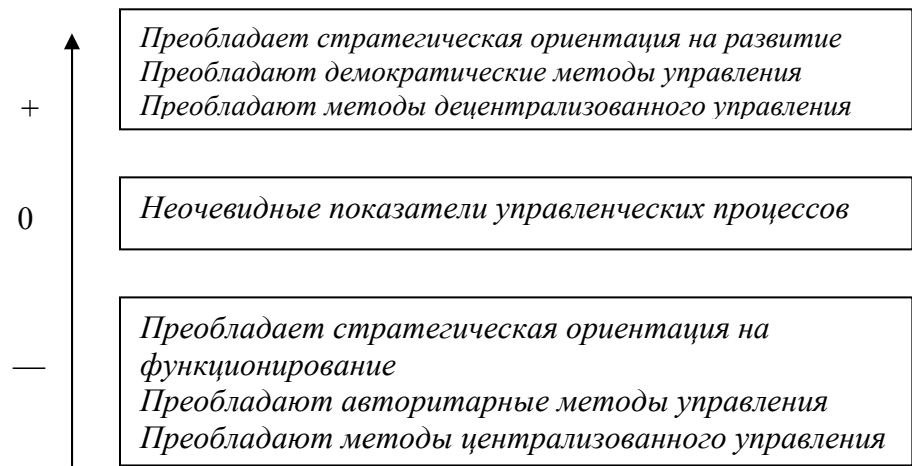 Преобладает стратегическая ориентация на развитие
Преобладают демократические методы управления
+
Преобладают методы децентрализованного управления
0
Неочевидные показатели управленческих процессов
Преобладает стратегическая ориентация на
—
функционирование
Преобладают авторитарные методы управления
Преобладают методы централизованного управления